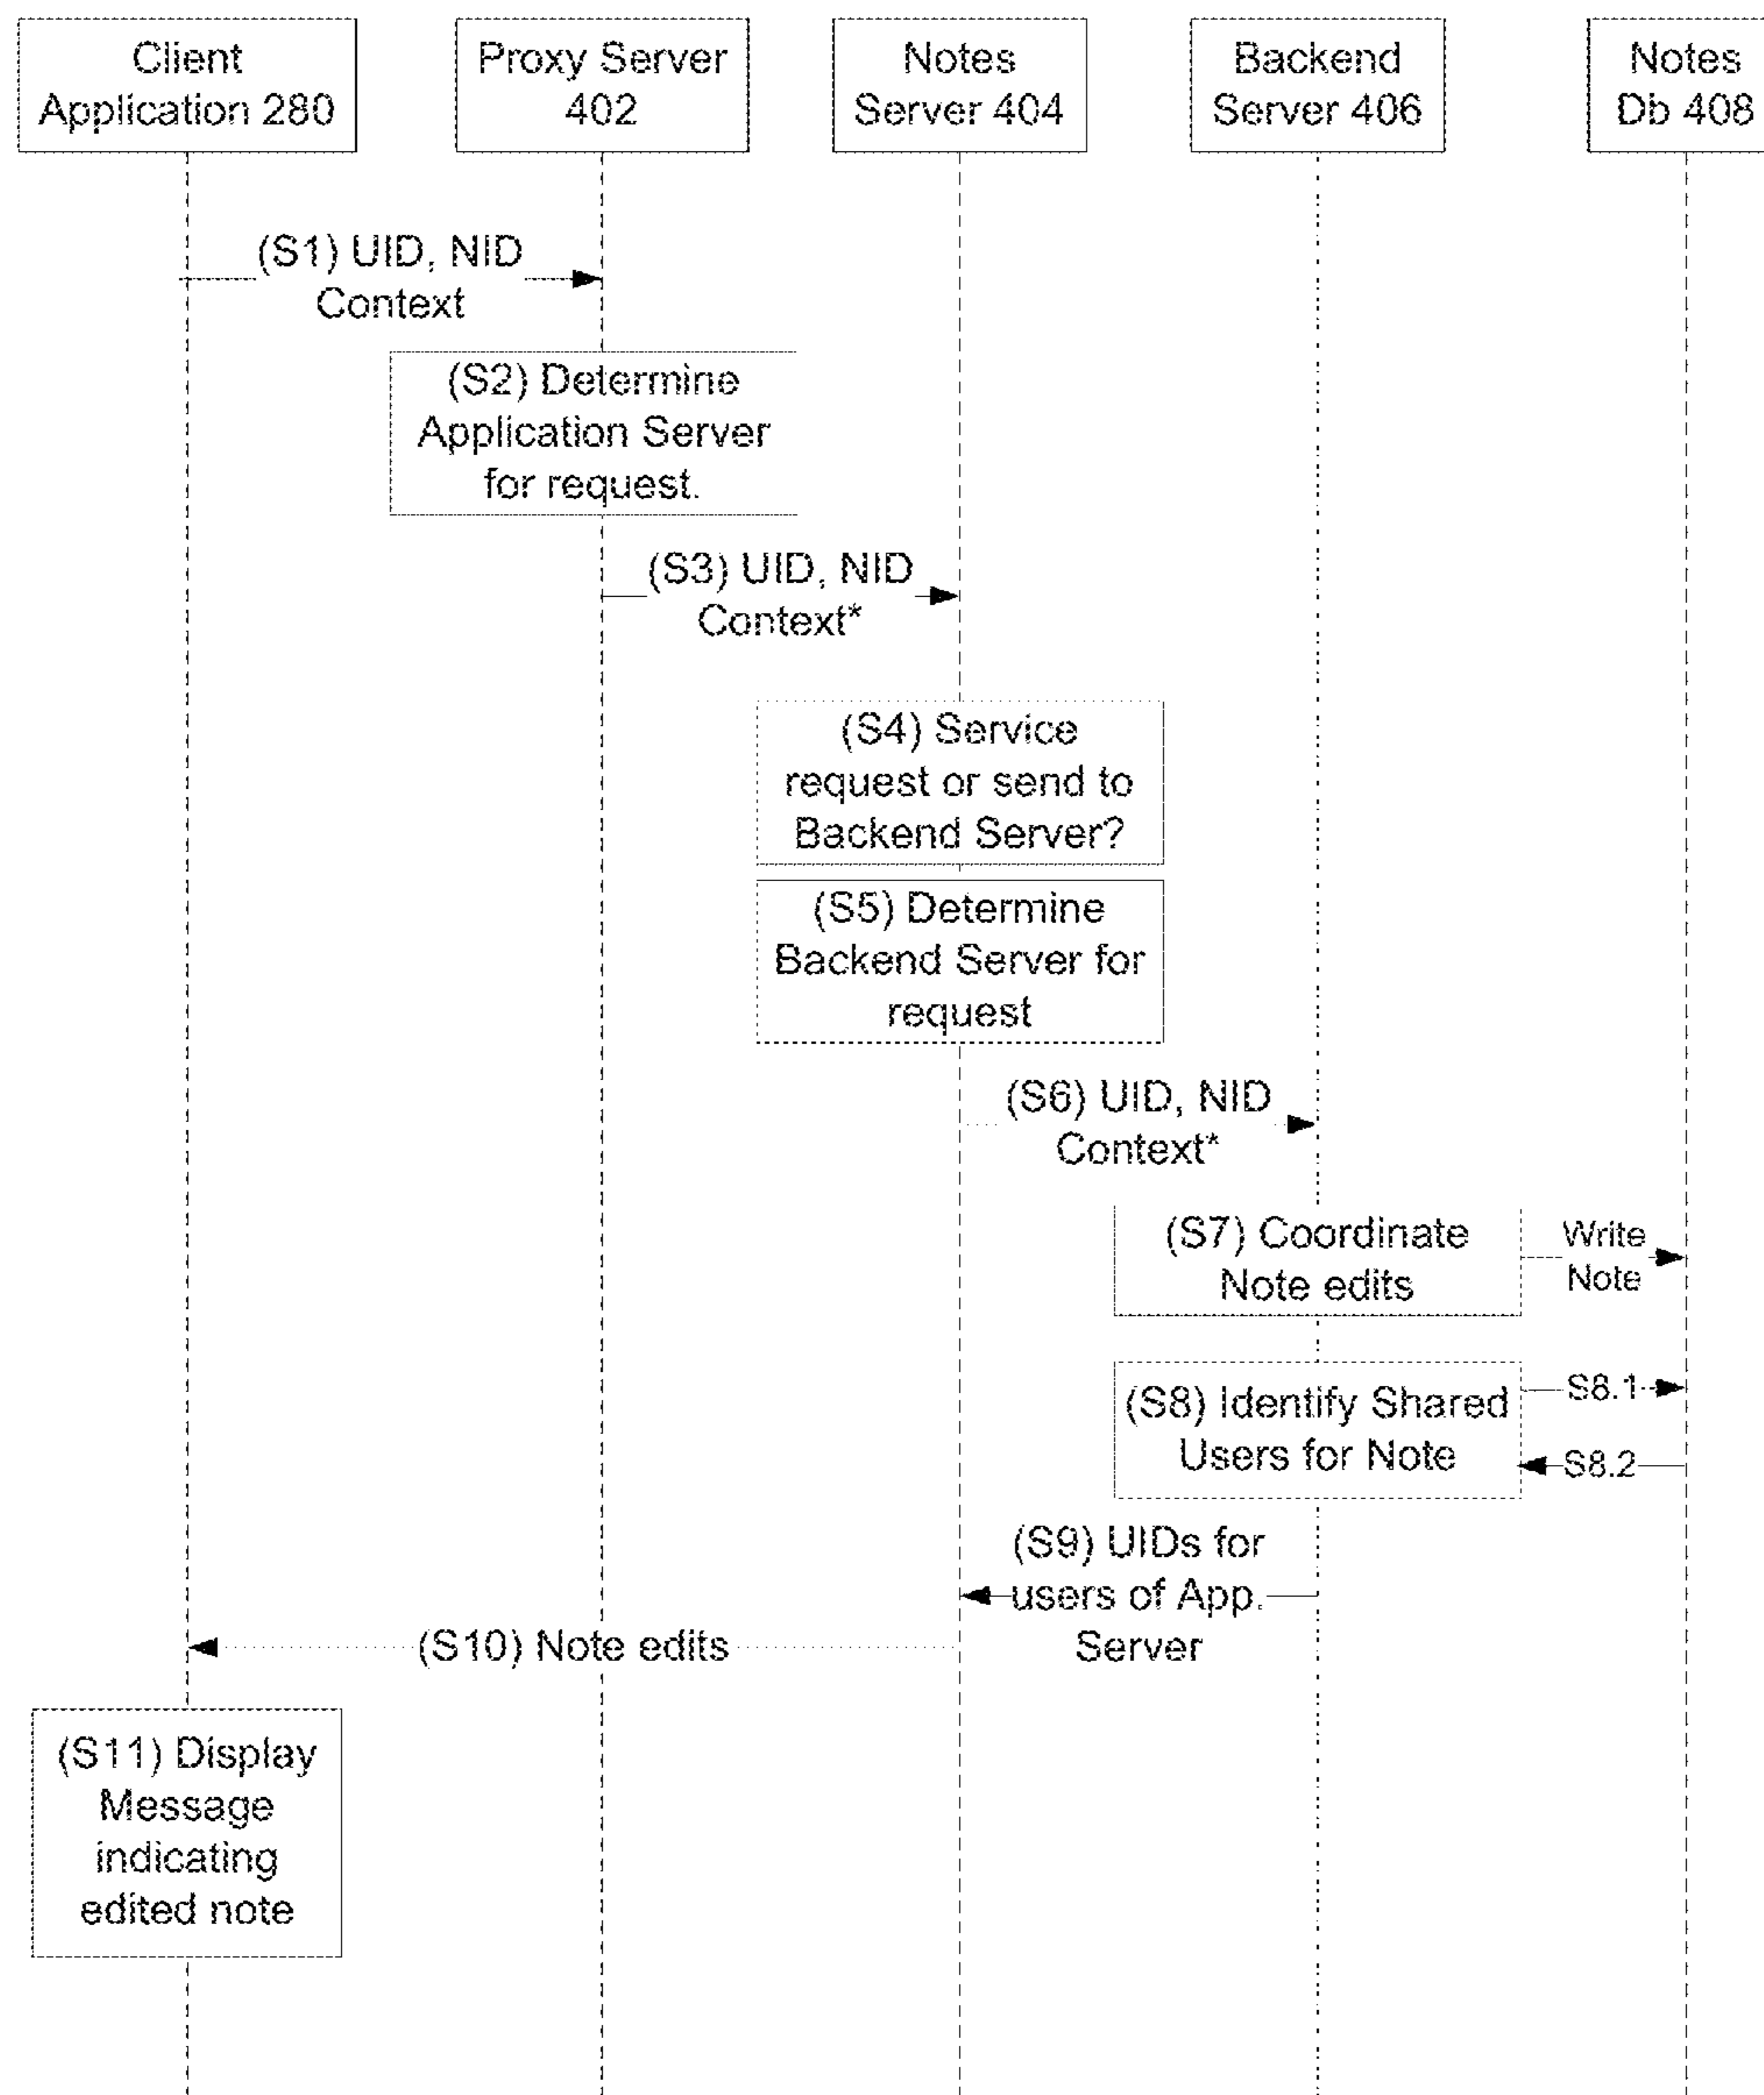 Client
Application 280
Proxy Server
402
Notes
Server 404
Backend
Server 406
Notes
Db 408
(S1) UID, NID
Context
(S2) Determine
Application Server
for request.
(S3) UID, NID
Context*
(S4) Service
request or send to
Backend Server?
(S5) Determine
Backend Server for
request
(S6) UID, NID
Context*
(S7) Coordinate
Note edits
Write
Note
(S8) Identify Shared
Users for Note
S8.1
S8.2
(S9) UIDs for
users of App.
Server
(S10) Note edits
(S11) Display
Message
indicating
edited note